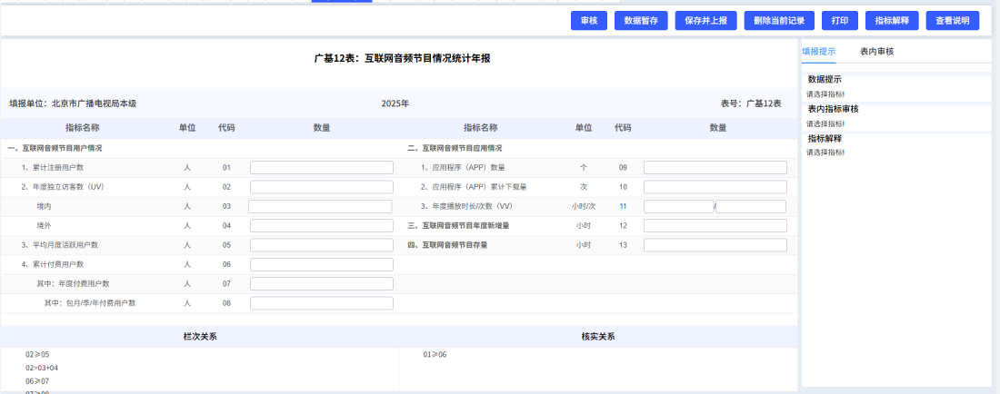 审核 数据暂存 保存并上报 删除当前记录 打印 指标解释 查看说明
广基12表：互联网音频节目情况统计年报
填报单位：北京市广播电视局本级 2025年 表号：广基12表
指标名称 单位 代码 数量 指标名称 单位 代码 数量
一、互联网音频节目用户情况 二、互联网音频节目应用情况
1、累计注册用户数 人 01 1、应用程序（APP）数量 个 09
2、年度独立访客数（UV） 人 02 2、应用程序（APP）累计下载量 次 10
境内 人 03 3、年度播放时长/次数（VV） 小时/次 11 /
境外 人 04 三、互联网音频节目年度新增量 小时 12
3、平均月度活跃用户数 人 05 四、互联网音频节目存量 小时 13
4、累计付费用户数 人 06
其中：年度付费用户数 人 07
其中：包月/季/年付费用户数 人 08
栏次关系 核实关系
02≥05 01≥06
02=03+04
06≥07
07≥08
填报提示 表内审核
数据提示
请选择指标!
表内指标审核
请选择指标!
指标解释
请选择指标!